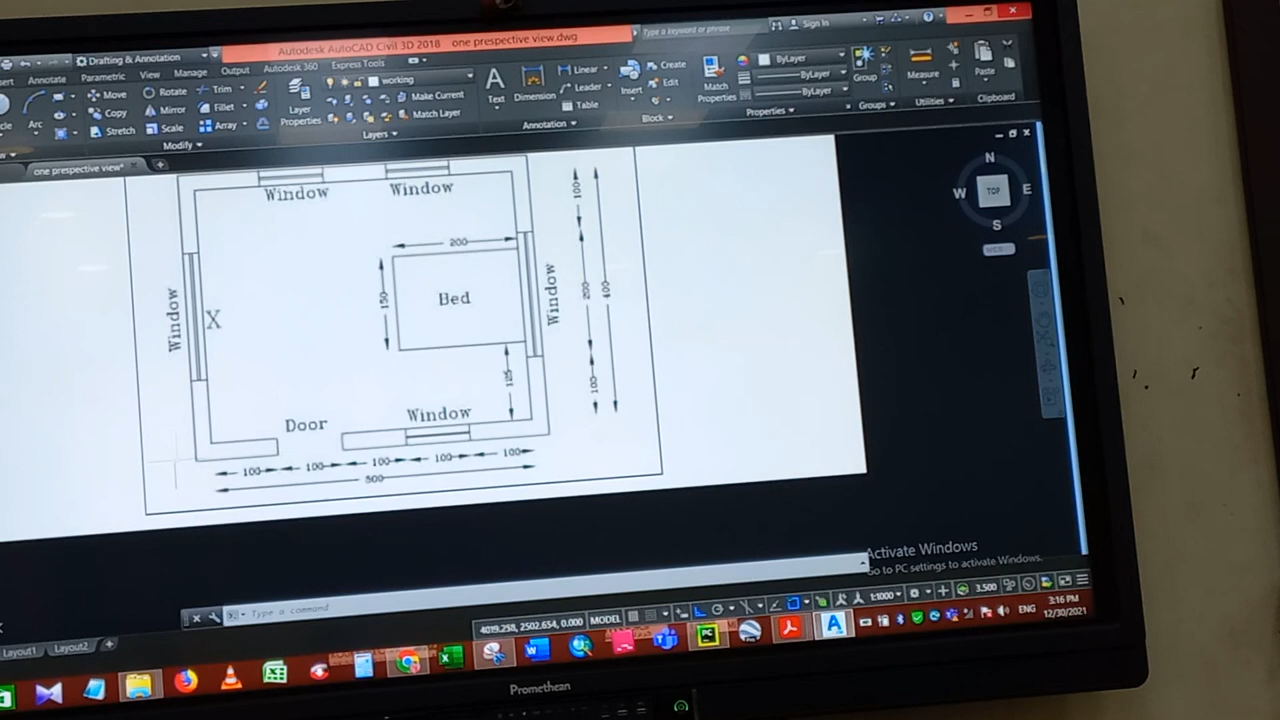 Autodesk AutoCAD Civil 3D 2018 one prespective view.dwg
Type a keyword or phrase
Sign In
Drafting & Annotation
Annotate Parametric View Manage Output Autodesk 360 Express Tools
Arc
Move
Copy
Stretch
Rotate
Mirror
Scale
Trim
Fillet
Array
Modify
Layer
Properties
working
Make Current
Match Layer
Layers
Text
Dimension
Linear
Leader
Table
Annotation
Insert
Create
Edit
Block
Match
Properties
ByLayer
ByLayer
ByLayer
Properties
Group
Groups
Measure
Utilities
Paste
Clipboard
one prespective view*
Window
Window
100
200
150
Bed
Window
X
Window
200
400
100
125
Door
Window
100
100
100
100
100
500
N
W
TOP
E
S
Activate Windows
Go to PC settings to activate Windows.
Type a command
4019.258, 2502.654, 0.000
MODEL
1:1000
3.500
Layout1
Layout2
ENG
3:16 PM
12/30/2021
Promethean